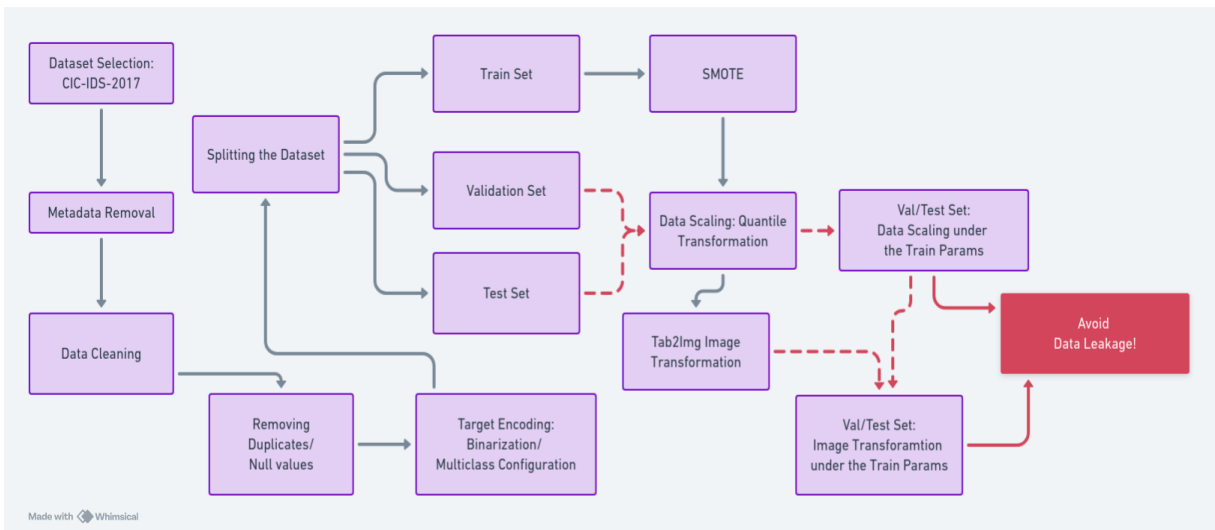 Dataset Selection:
CIC-IDS-2017
Metadata Removal
Data Cleaning
Removing
Duplicates/
Null values
Target Encoding:
Binarization/
Multiclass Configuration
Splitting the Dataset
Train Set
Validation Set
Test Set
SMOTE
Data Scaling: Quantile
Transformation
Tab2Img Image
Transformation
Val/Test Set:
Data Scaling under
the Train Params
Val/Test Set:
Image Transforamtion
under the Train Params
Avoid
Data Leakage!
Made with Whimsical